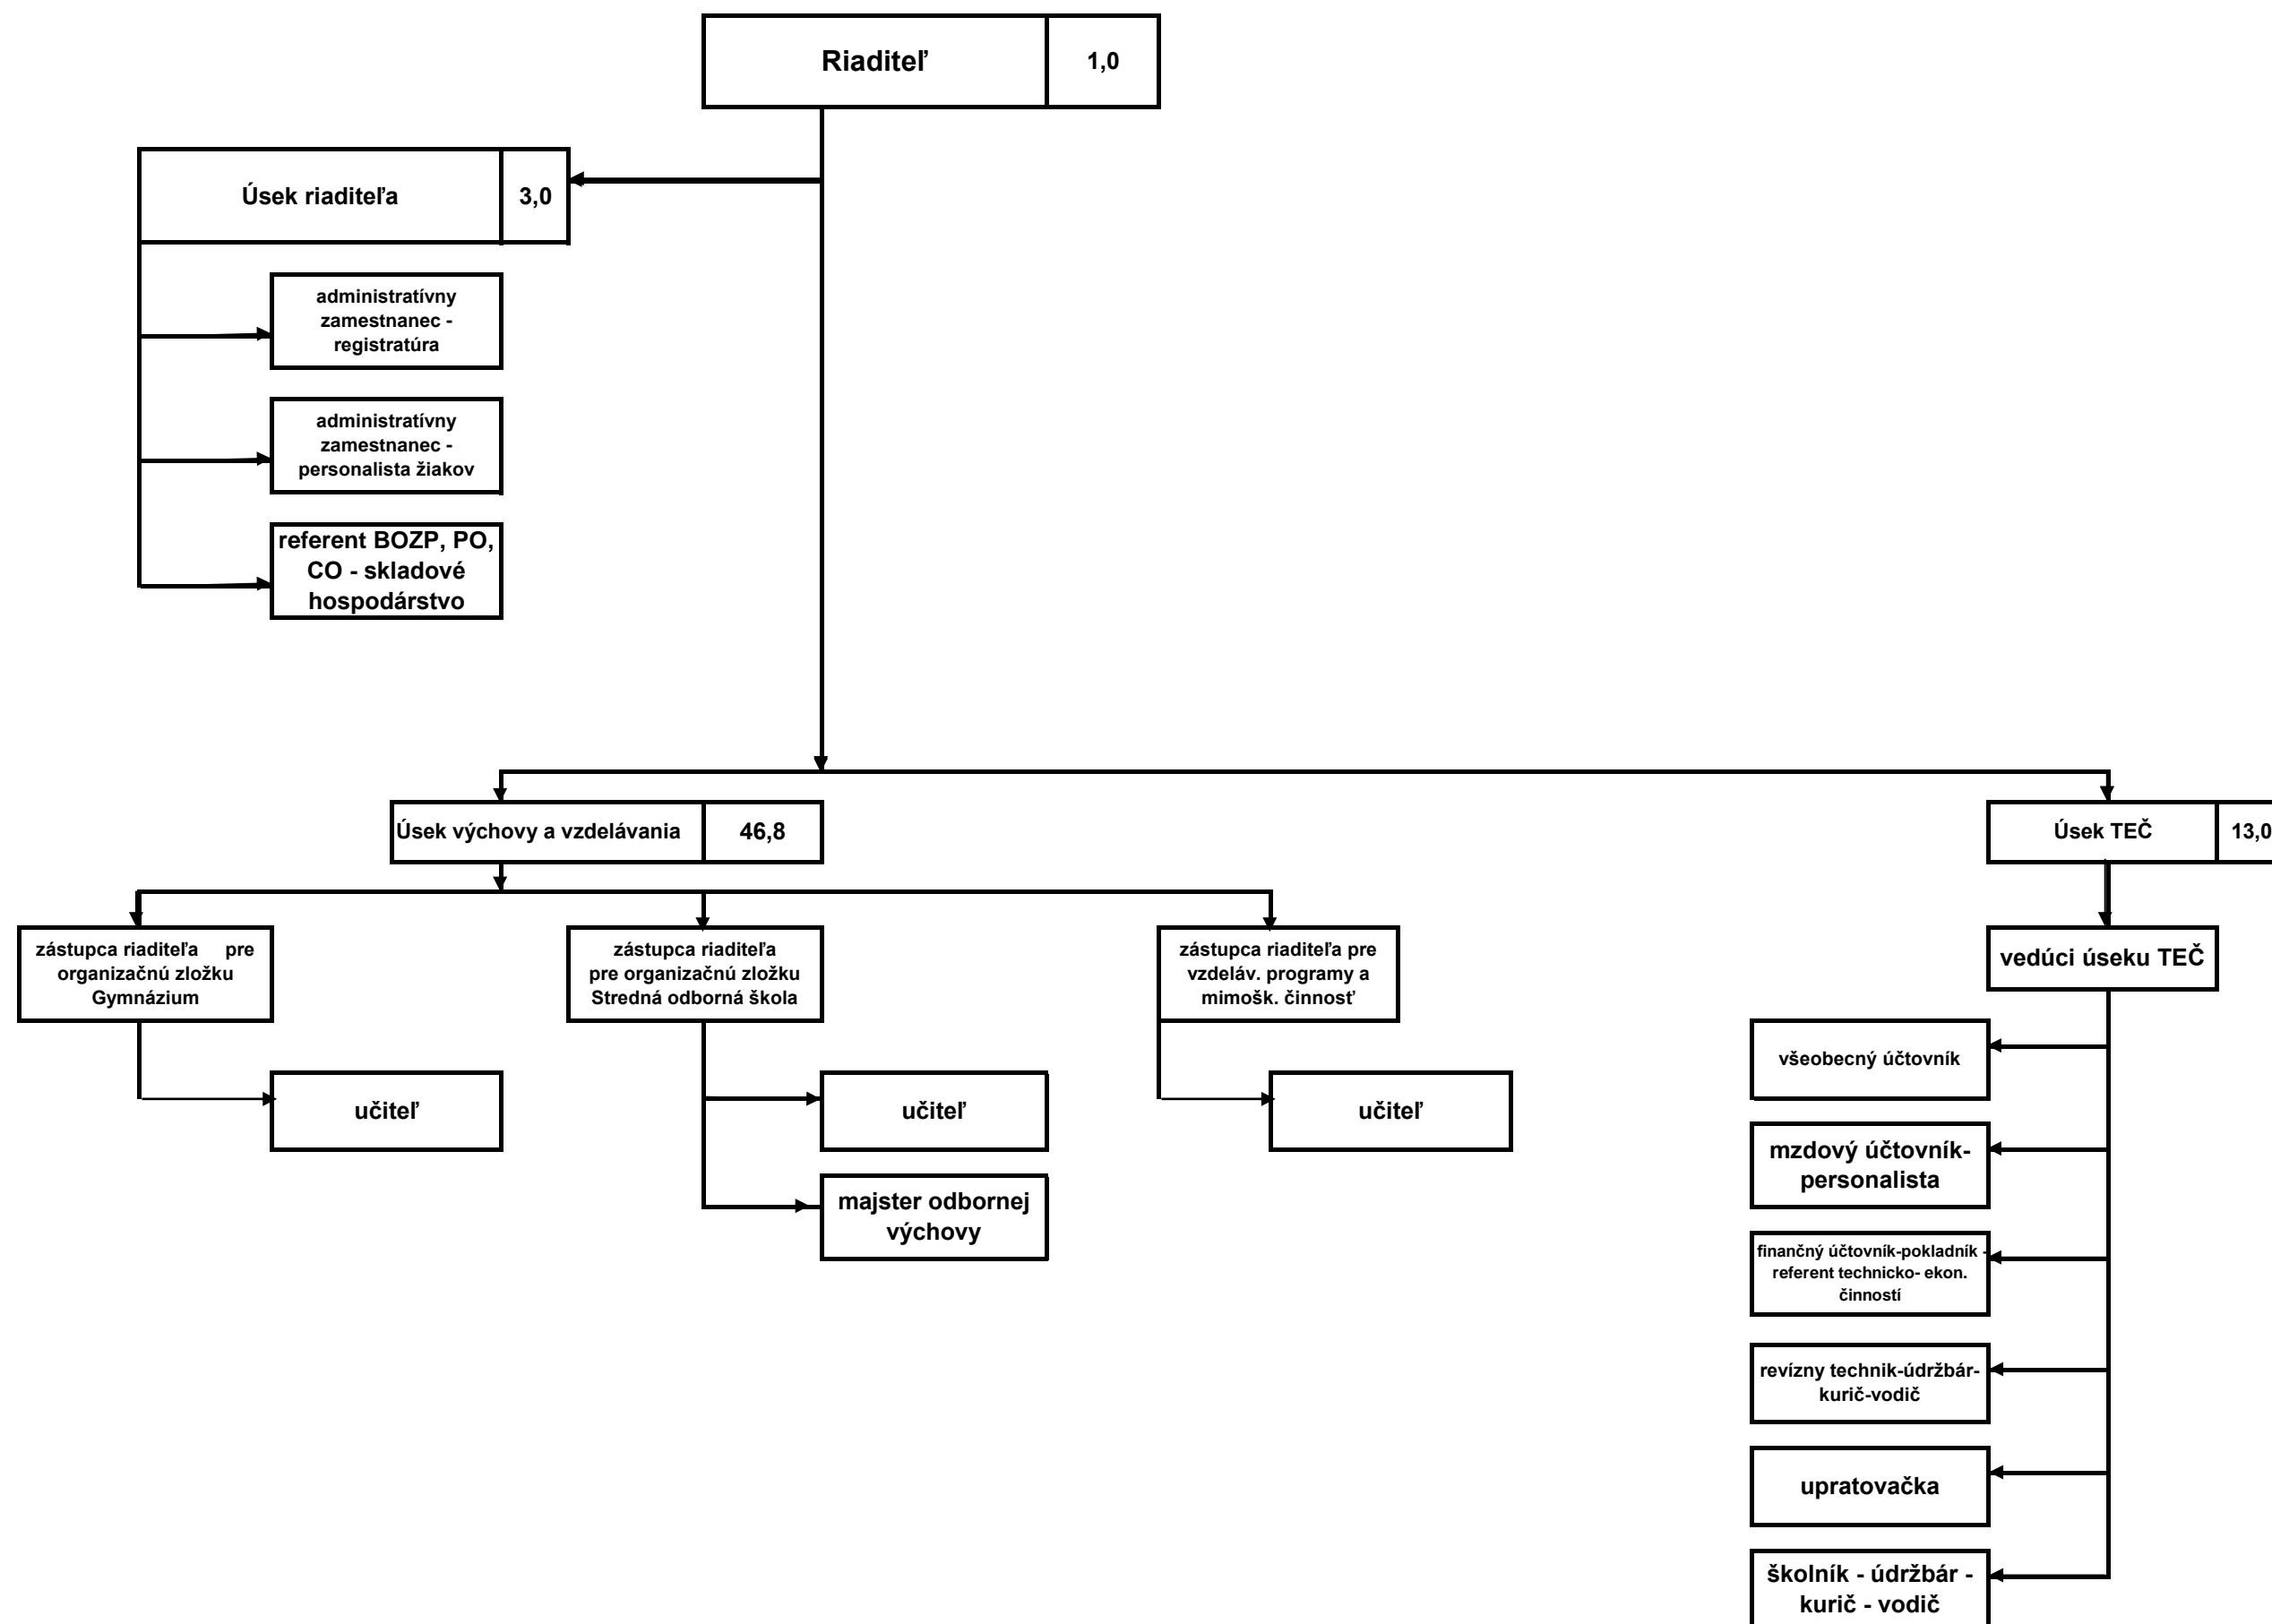 Riaditeľ 1,0
Úsek riaditeľa 3,0
administratívny
zamestnanec -
registratúra
administratívny
zamestnanec -
personalista žiakov
referent BOZP, PO,
CO - skladové
hospodárstvo
Úsek výchovy a vzdelávania 46,8
Úsek TEČ 13,0
zástupca riaditeľa pre
organizačnú zložku
Gymnázium
zástupca riaditeľa
pre organizačnú zložku
Stredná odborná škola
zástupca riaditeľa pre
vzdeláv. programy a
mimošk. činnosť
vedúci úseku TEČ
učiteľ
učiteľ
majster odbornej
výchovy
učiteľ
všeobecný účtovník
mzdový účtovník-
personalista
finančný účtovník-pokladník -
referent technicko- ekon.
činností
revízny technik-údržbár-
kurič-vodič
upratovačka
školník - údržbár -
kurič - vodič